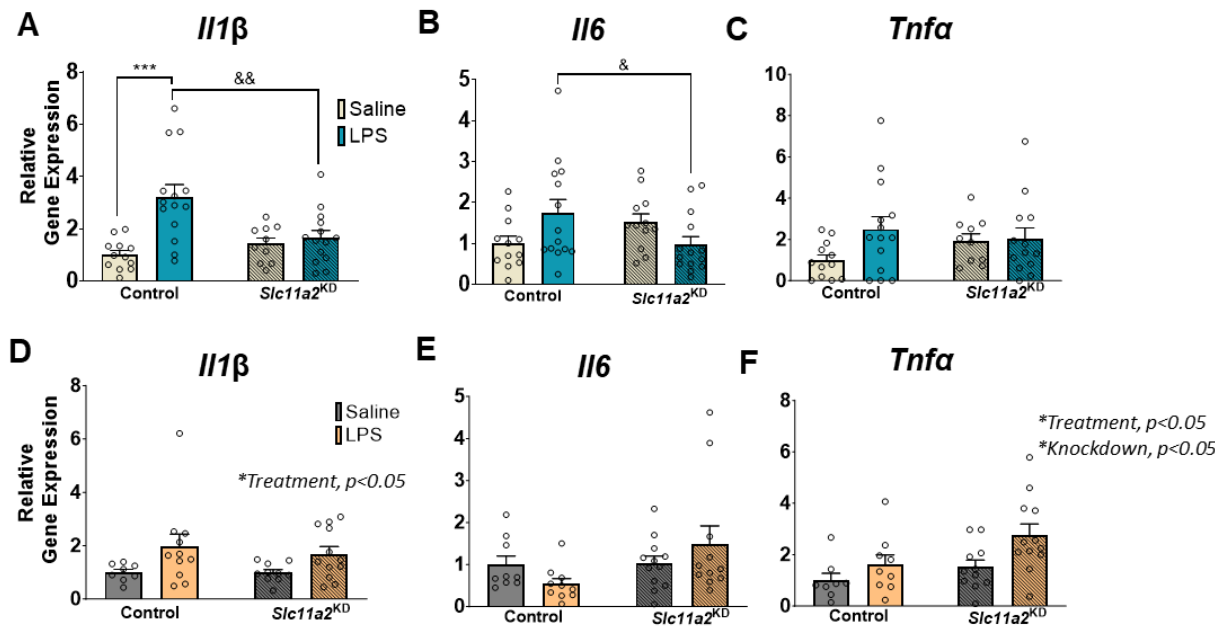 A
Il1β
B
Il6
C
Tnfα
Relative
Gene Expression
8
6
4
2
0
***
&&
Saline
LPS
Control
Slc11a2KD
5
4
3
2
1
0
&
Control
Slc11a2KD
10
8
6
4
2
0
Control
Slc11a2KD
D
Il1β
E
Il6
F
Tnfα
Relative
Gene Expression
8
6
4
2
0
Saline
LPS
*Treatment, p<0.05
Control
Slc11a2KD
5
4
3
2
1
0
Control
Slc11a2KD
8
6
4
2
0
*Treatment, p<0.05
*Knockdown, p<0.05
Control
Slc11a2KD